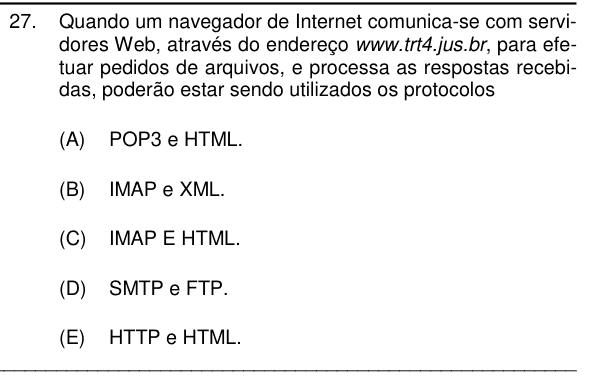 27. Quando um navegador de Internet comunica-se com servi-
dores Web, através do endereço www.trt4.jus.br, para efe-
tuar pedidos de arquivos, e processa as respostas recebi-
das, poderão estar sendo utilizados os protocolos
(A) POP3 e HTML.
(B) IMAP e XML.
(C) IMAP E HTML.
(D) SMTP e FTP.
(E) HTTP e HTML.